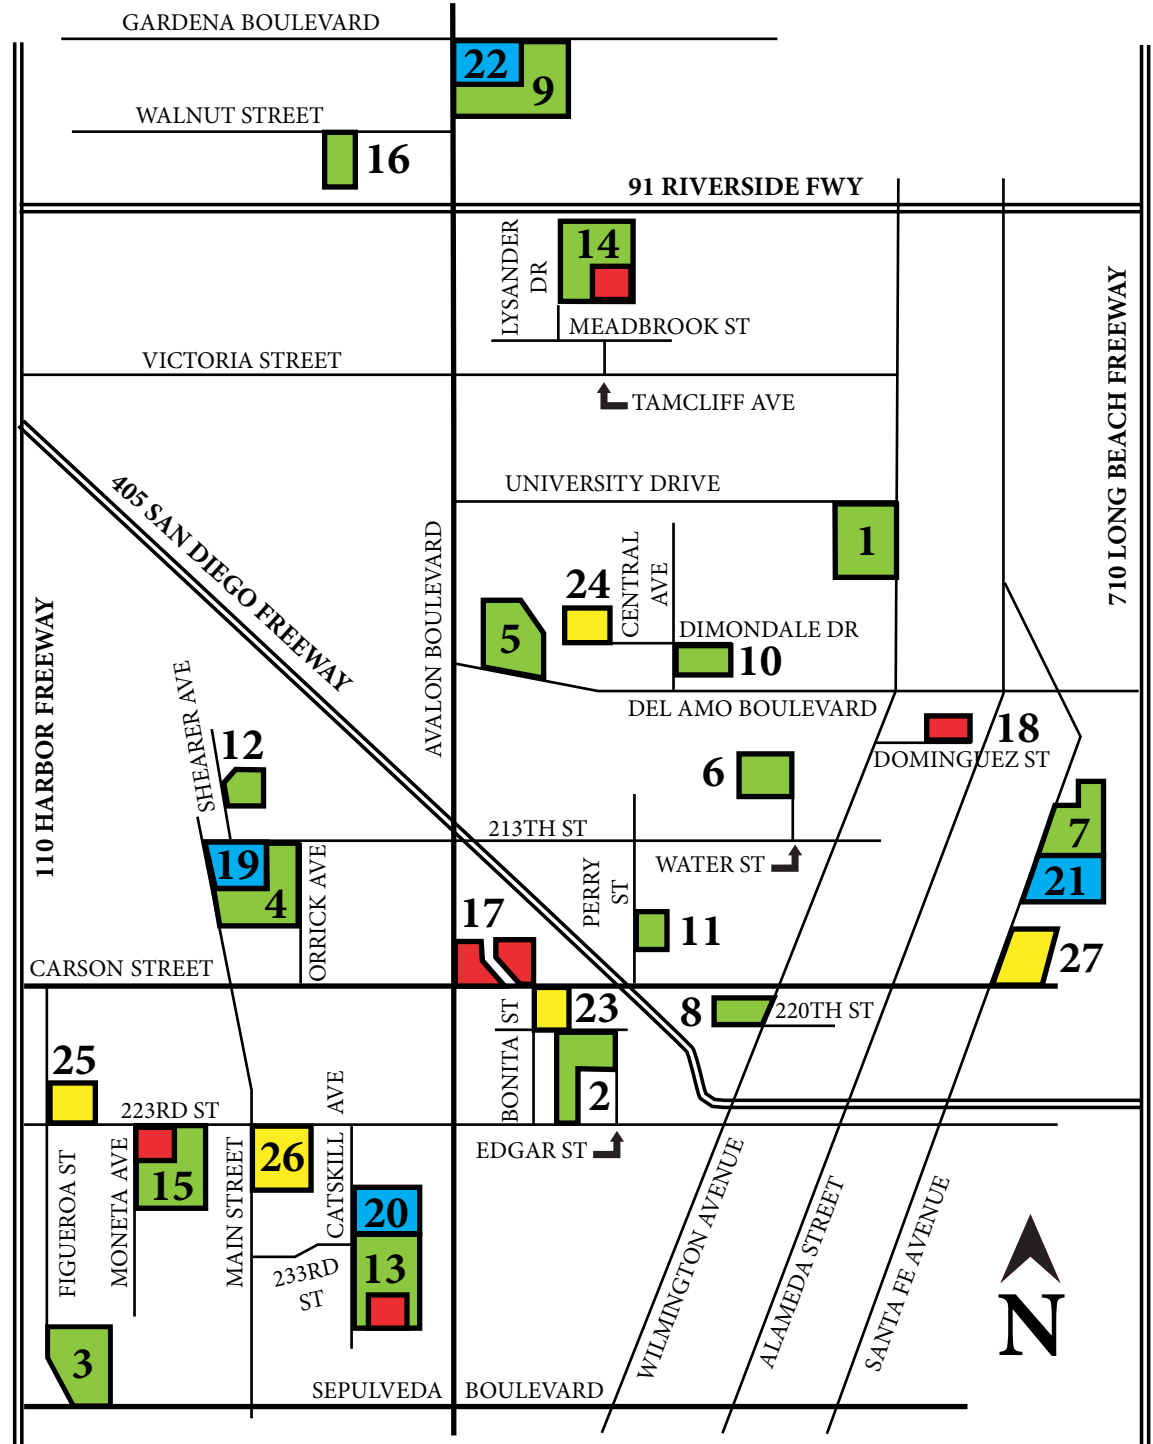 GARDENA BOULEVARD
22
9
WALNUT STREET
16
91 RIVERSIDE FWY
LYSANDER
DR
14
MEADBROOK ST
VICTORIA STREET
TAMCLIFF AVE
710 LONG BEACH FREEWAY
405 SAN DIEGO FREEWAY
UNIVERSITY DRIVE
1
AVALON BOULEVARD
CENTRAL
AVE
24
5
DIMONDALE DR
10
110 HARBOR FREEWAY
DEL AMO BOULEVARD
SHEARER AVE
12
18
DOMINGUEZ ST
6
7
213TH ST
WATER ST
19
4
ORRICK AVE
PERRY
ST
21
17
11
CARSON STREET
27
BONITA ST
23
8
220TH ST
25
2
223RD ST
EDGAR ST
FIGUEROA ST
MONETA AVE
15
MAIN STREET
26
CATSKILL AVE
20
13
233RD
ST
WILMINGTON AVENUE
ALAMEDA STREET
SANTA FE AVENUE
N
3
SEPULVEDA BOULEVARD